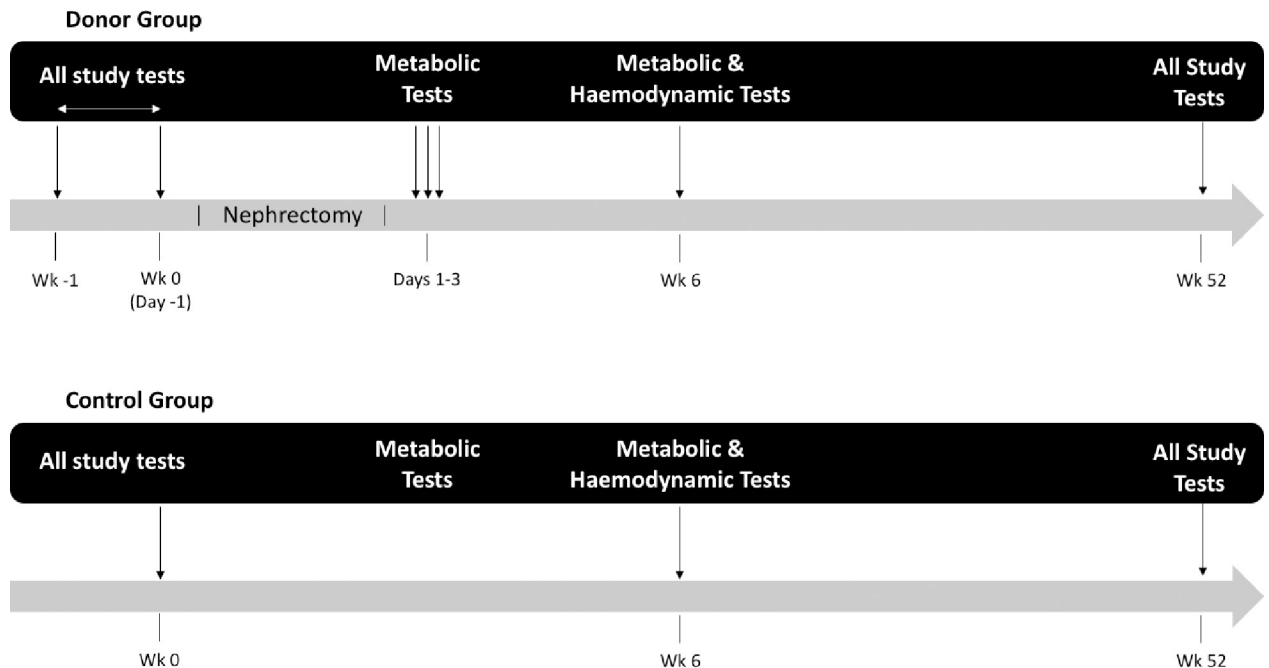 Donor Group
All study tests
Metabolic
Tests
Metabolic &
Haemodynamic Tests
All Study
Tests
Nephrectomy
Wk -1
Wk 0
(Day -1)
Days 1-3
Wk 6
Wk 52
Control Group
All study tests
Metabolic
Tests
Metabolic &
Haemodynamic Tests
All Study
Tests
Wk 0
Wk 6
Wk 52